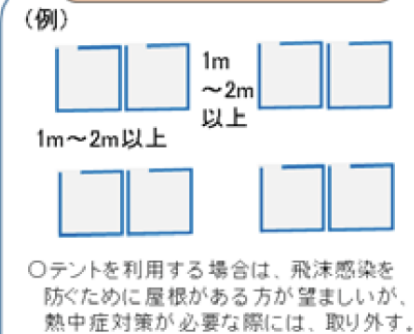 （例）
1m
～2m
以上
1m～2m以上
○テントを利用する場合は、飛沫感染を
防ぐために屋根がある方が望ましいが、
熱中症対策が必要な際には、取り外す。